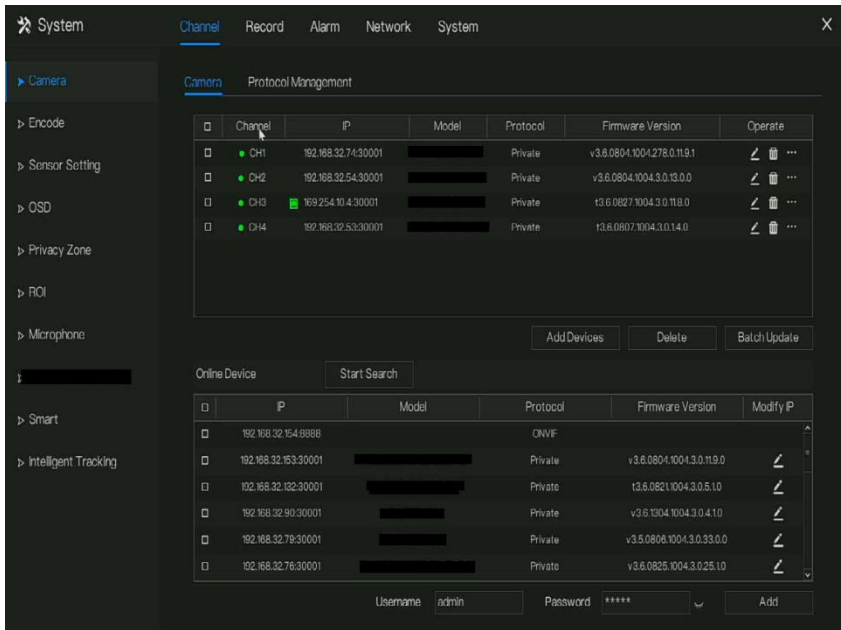 System Channel Record Alarm Network System X
Camera
Encode
Sensor Setting
OSD
Privacy Zone
ROI
Microphone
Smart
Intelligent Tracking
Camera Protocol Management
Channel IP Model Protocol Firmware Version Operate
CH1 192.168.32.74:30001 Private v3.6.0804.1004.278.0.11.9.1
CH2 192.168.32.54:30001 Private v3.6.0804.1004.3.0.13.0.0
CH3 169.254.10.4:30001 Private t3.6.0827.1004.3.0.11.8.0
CH4 192.168.32.53:30001 Private t3.6.0807.1004.3.0.1.4.0
Add Devices Delete Batch Update
Online Device Start Search
IP Model Protocol Firmware Version Modify IP
192.168.32.154:8888 ONVIF
192.168.32.153:30001 Private v3.6.0804.1004.3.0.11.9.0
192.168.32.132:30001 Private t3.6.0821.1004.3.0.5.1.0
192.168.32.90:30001 Private v3.6.1304.1004.3.0.4.1.0
192.168.32.79:30001 Private v3.5.0806.1004.3.0.33.0.0
192.168.32.76:30001 Private v3.6.0825.1004.3.0.25.1.0
Username admin Password ***** Add